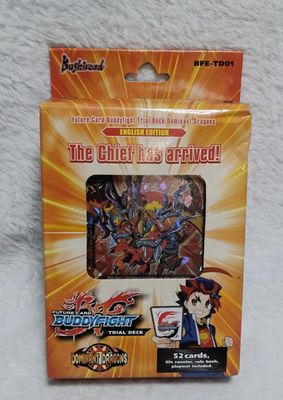 Bushiroad
BFE-TD01
Future Card Buddyfight Trial Deck Dominant Dragons
ENGLISH EDITION
The Chief has arrived!
FUTURE CARD
BUDDYFIGHT
TRIAL DECK
DOMINANT DRAGONS
52 cards,
life counter, rule book,
playmat included.